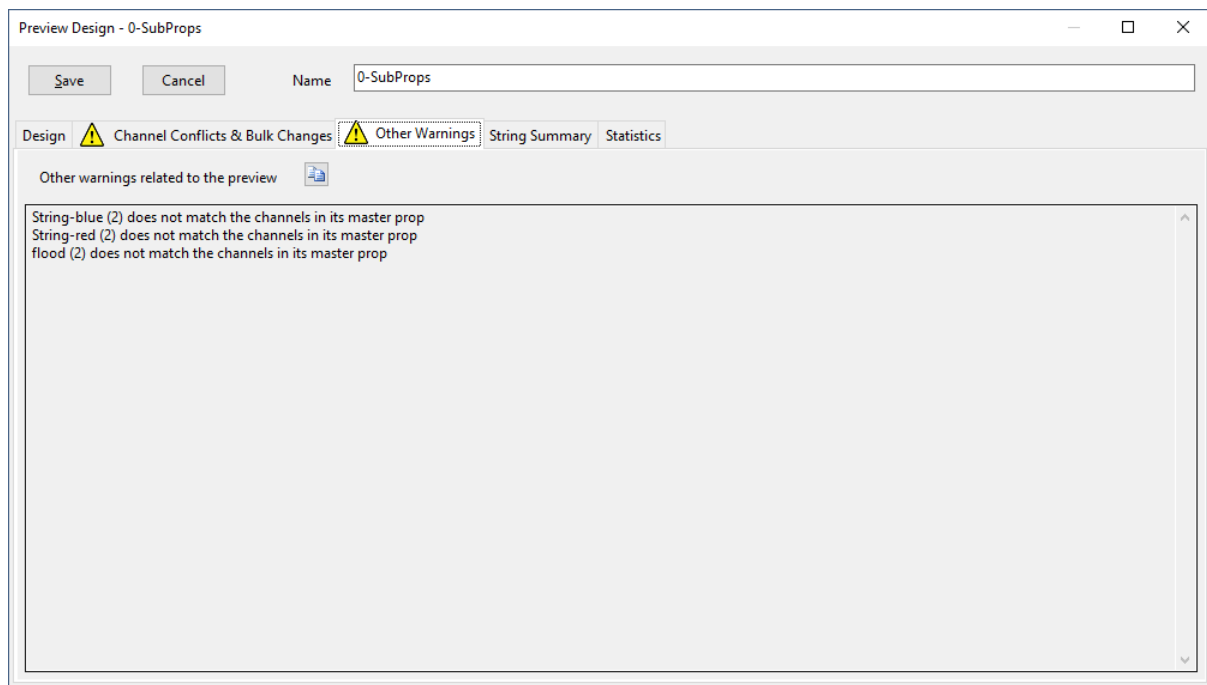 Preview Design - 0-SubProps
Save Cancel Name 0-SubProps
Design Channel Conflicts & Bulk Changes Other Warnings String Summary Statistics
Other warnings related to the preview
String-blue (2) does not match the channels in its master prop
String-red (2) does not match the channels in its master prop
flood (2) does not match the channels in its master prop